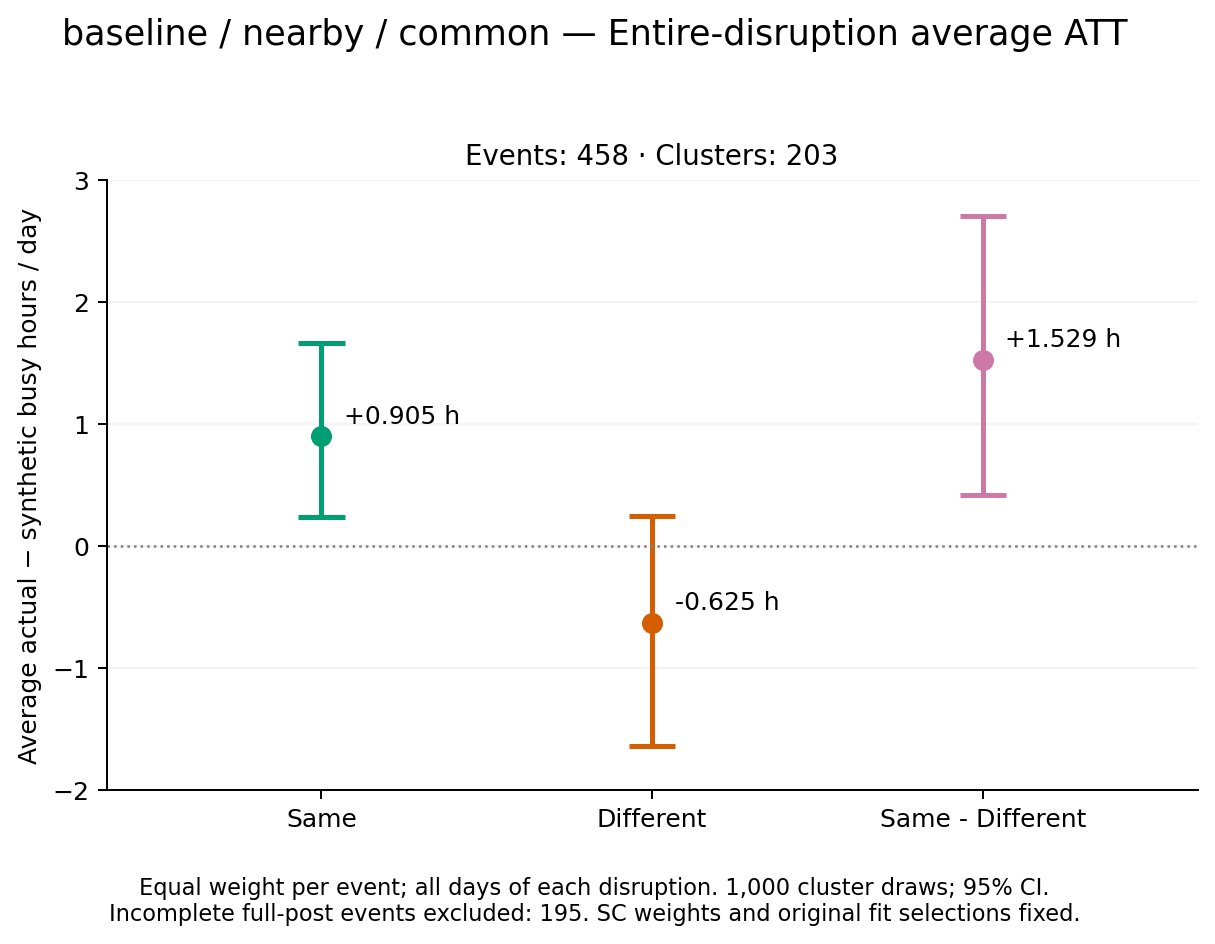 baseline / nearby / common — Entire-disruption average ATT
Events: 458 · Clusters: 203
Average actual − synthetic busy hours / day
3
2
1
0
−1
−2
+0.905 h
-0.625 h
+1.529 h
Same
Different
Same - Different
Equal weight per event; all days of each disruption. 1,000 cluster draws; 95% CI.
Incomplete full-post events excluded: 195. SC weights and original fit selections fixed.